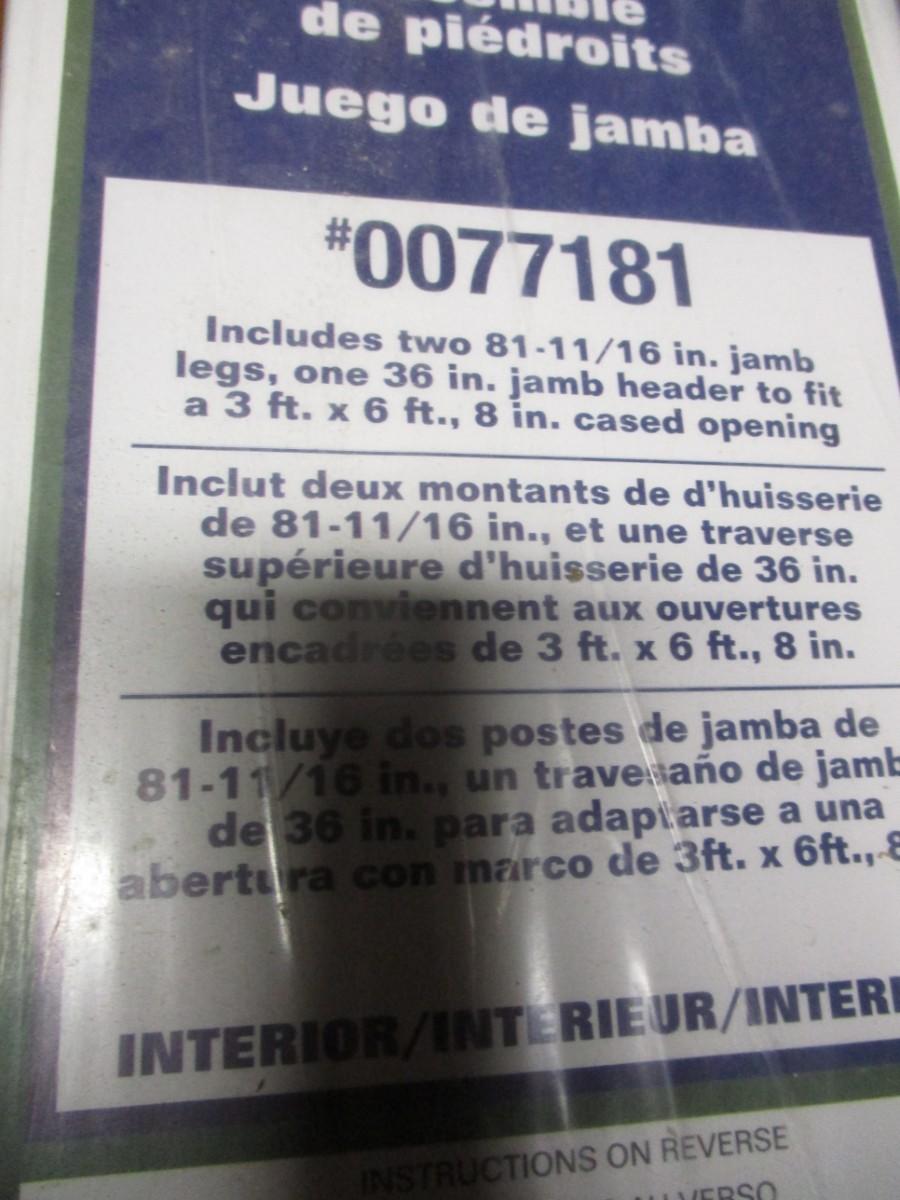 de piédroits
Juego de jamba
#0077181
Includes two 81-11/16 in. jamb
legs, one 36 in. jamb header to fit
a 3 ft. x 6 ft., 8 in. cased opening
Inclut deux montants de d'huisserie
de 81-11/16 in., et une traverse
supérieure d'huisserie de 36 in.
qui conviennent aux ouvertures
encadrées de 3 ft. x 6 ft., 8 in.
Incluye dos postes de jamba de
81-11/16 in., un travesaño de jamb
de 36 in. para adaptarse a una
abertura con marco de 3ft. x 6ft., 8
INTERIOR/INTERIEUR/INTERI
INSTRUCTIONS ON REVERSE
VERSO